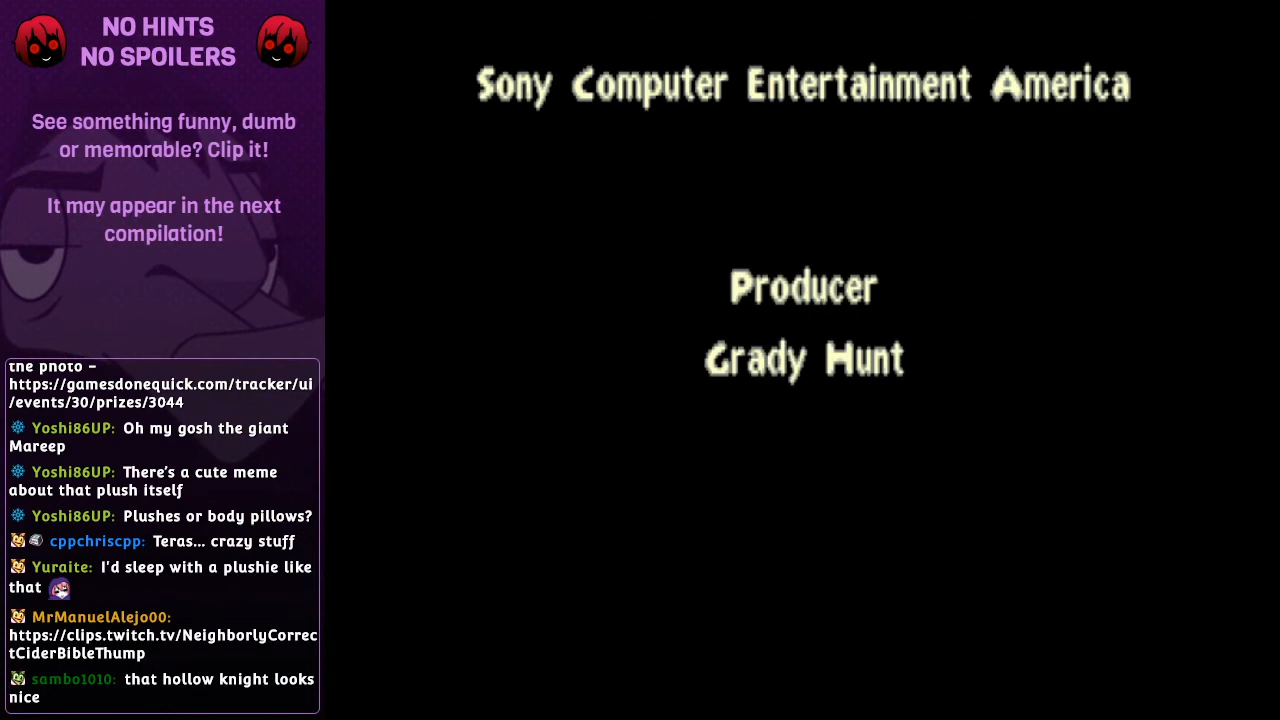 NO HINTS
NO SPOILERS
See something funny, dumb
or memorable? Clip it!
It may appear in the next
compilation!
the photo -
https://gamesdonequick.com/tracker/ui
/events/30/prizes/3044
Yoshi86UP: Oh my gosh the giant
Mareep
Yoshi86UP: There's a cute meme
about that plush itself
Yoshi86UP: Plushes or body pillows?
cppchriscpp: Teras... crazy stuff
Yuraite: I'd sleep with a plushie like
that
MrManuelAlejo00:
https://clips.twitch.tv/NeighborlyCorrec
tCiderBibleThump
sambo1010: that hollow knight looks
nice
Sony Computer Entertainment America
Producer
Grady Hunt